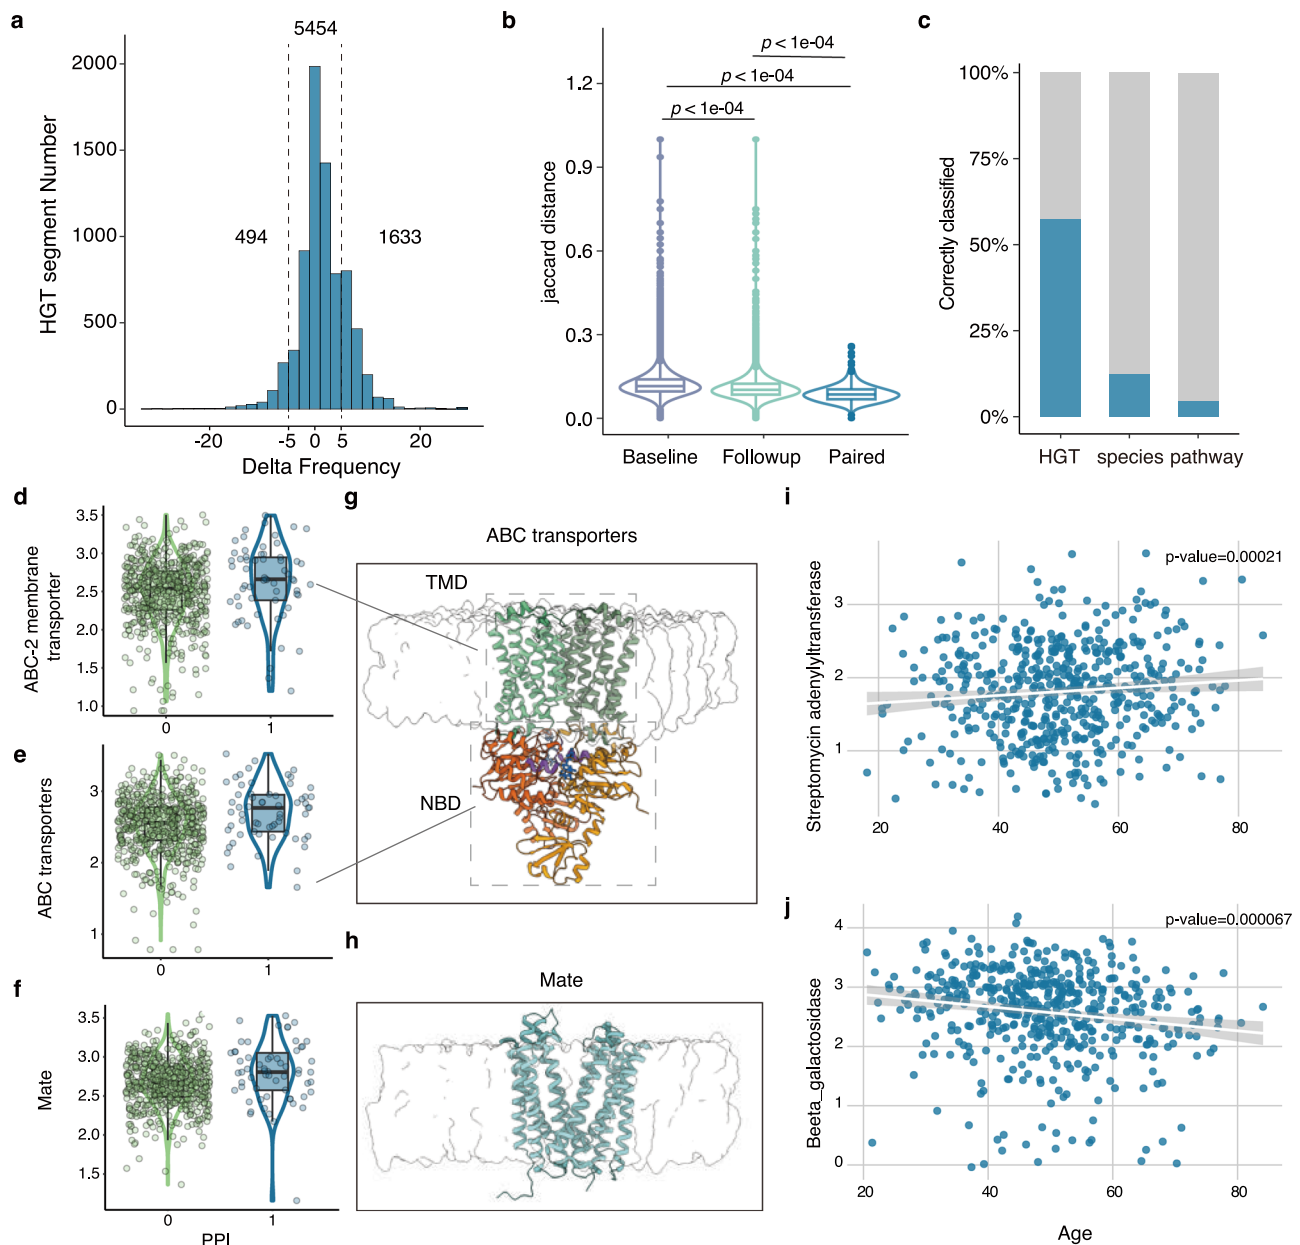 a
5454
494
1633
HGT segment Number
2000
1500
1000
500
0
-20
-5
0
5
20
Delta Frequency
b
p < 1e-04
p < 1e-04
p < 1e-04
jaccard distance
1.2
0.9
0.6
0.3
0.0
Baseline
Followup
Paired
c
Correctly classified
100%
75%
50%
25%
0%
HGT
species
pathway
d
ABC-2 membrane
transporter
3.5
3.0
2.5
2.0
1.5
1.0
0
1
e
ABC transporters
3
2
1
0
1
f
Mate
3.5
3.0
2.5
2.0
1.5
0
1
PPI
g
ABC transporters
TMD
NBD
h
Mate
i
p-value=0.00021
Streptomycin adenylyltransferase
3
2
1
20
40
60
80
j
p-value=0.000067
Beeta_galactosidase
4
3
2
1
0
20
40
60
80
Age